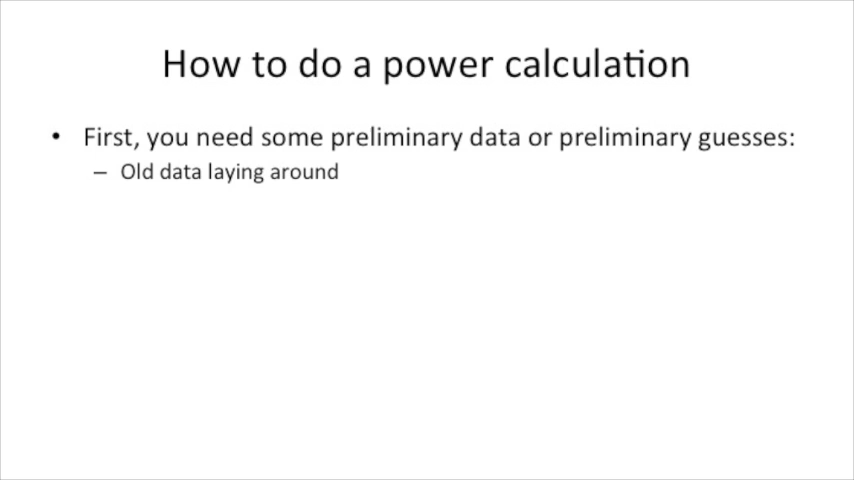 How to do a power calculation
• First, you need some preliminary data or preliminary guesses:
– Old data laying around